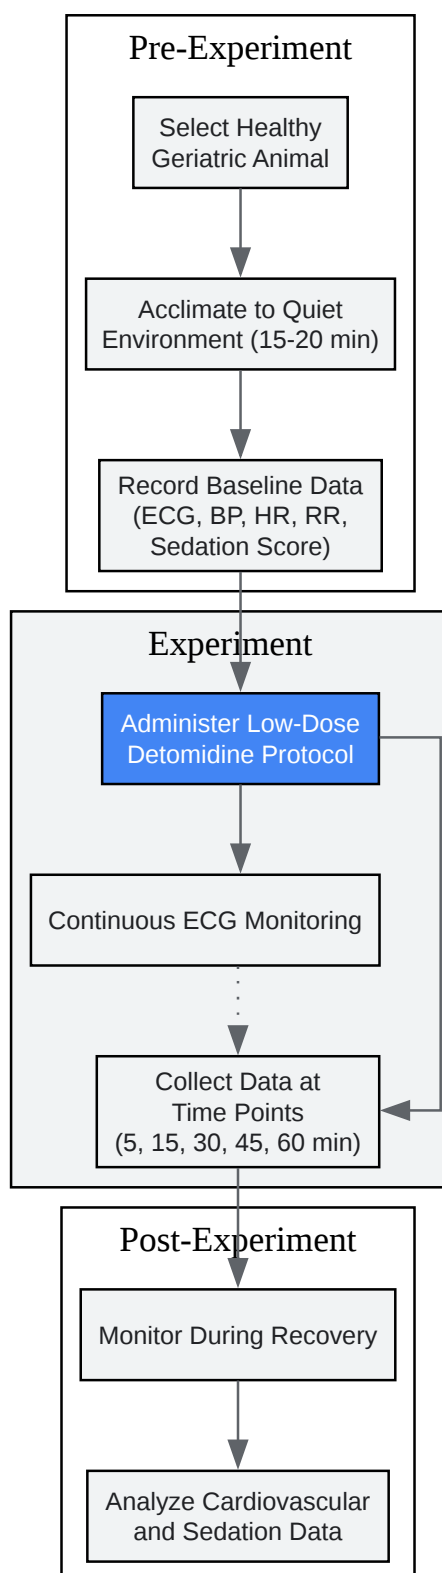 Pre-Experiment
Select Healthy
Geriatric Animal
Acclimate to Quiet
Environment (15-20 min)
Record Baseline Data
(ECG, BP, HR, RR,
Sedation Score)
Experiment
Administer Low-Dose
Detomidine Protocol
Continuous ECG Monitoring
Collect Data at
Time Points
(5, 15, 30, 45, 60 min)
Post-Experiment
Monitor During Recovery
Analyze Cardiovascular
and Sedation Data